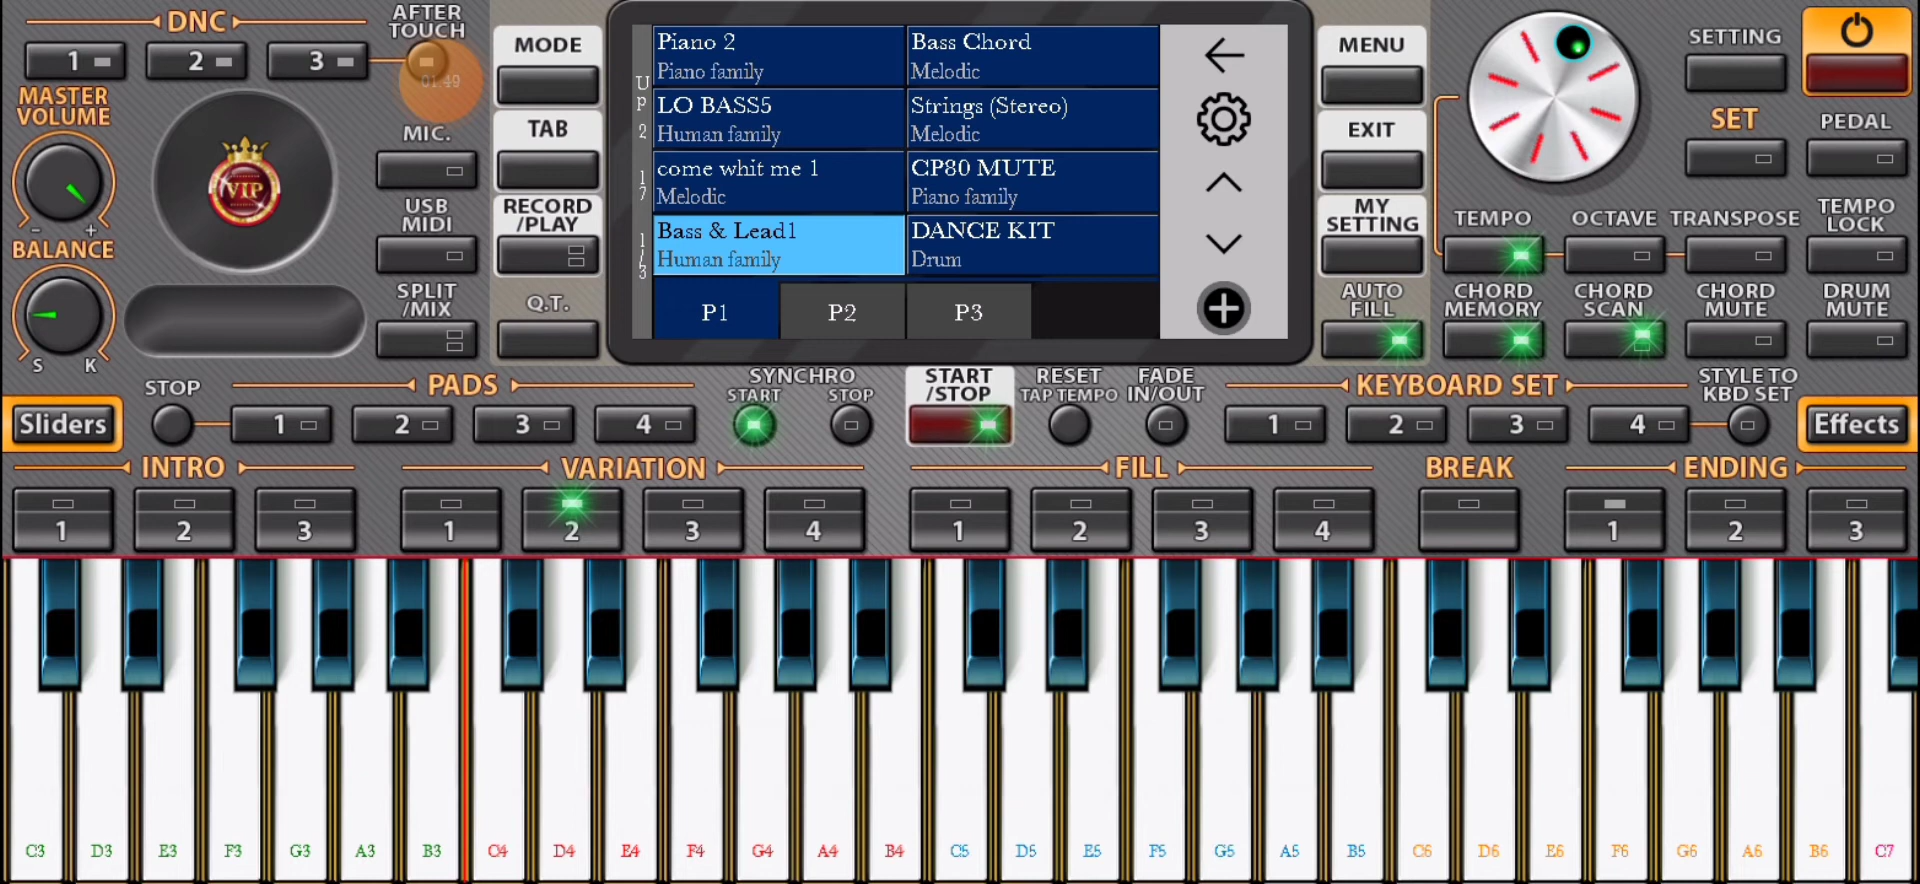 DNC
AFTER TOUCH
1
2
3
01:49
MASTER VOLUME
-
+
BALANCE
S
K
VIP
MIC.
USB MIDI
SPLIT /MIX
MODE
TAB
RECORD /PLAY
Q.T.
Up 2
17
1/3
Piano 2
Piano family
Bass Chord
Melodic
LO BASS5
Human family
Strings (Stereo)
Melodic
come whit me 1
Melodic
CP80 MUTE
Piano family
Bass & Lead1
Human family
DANCE KIT
Drum
P1
P2
P3
MENU
EXIT
MY SETTING
AUTO FILL
SETTING
SET
PEDAL
TEMPO
OCTAVE
TRANSPOSE
TEMPO LOCK
CHORD MEMORY
CHORD SCAN
CHORD MUTE
DRUM MUTE
Sliders
STOP
PADS
1
2
3
4
SYNCHRO
START
STOP
START /STOP
RESET
TAP TEMPO
FADE IN/OUT
KEYBOARD SET
1
2
3
4
STYLE TO KBD SET
Effects
INTRO
1
2
3
VARIATION
1
2
3
4
FILL
1
2
3
4
BREAK
ENDING
1
2
3
C3 D3 E3 F3 G3 A3 B3 C4 D4 E4 F4 G4 A4 B4 C5 D5 E5 F5 G5 A5 B5 C6 D6 E6 F6 G6 A6 B6 C7